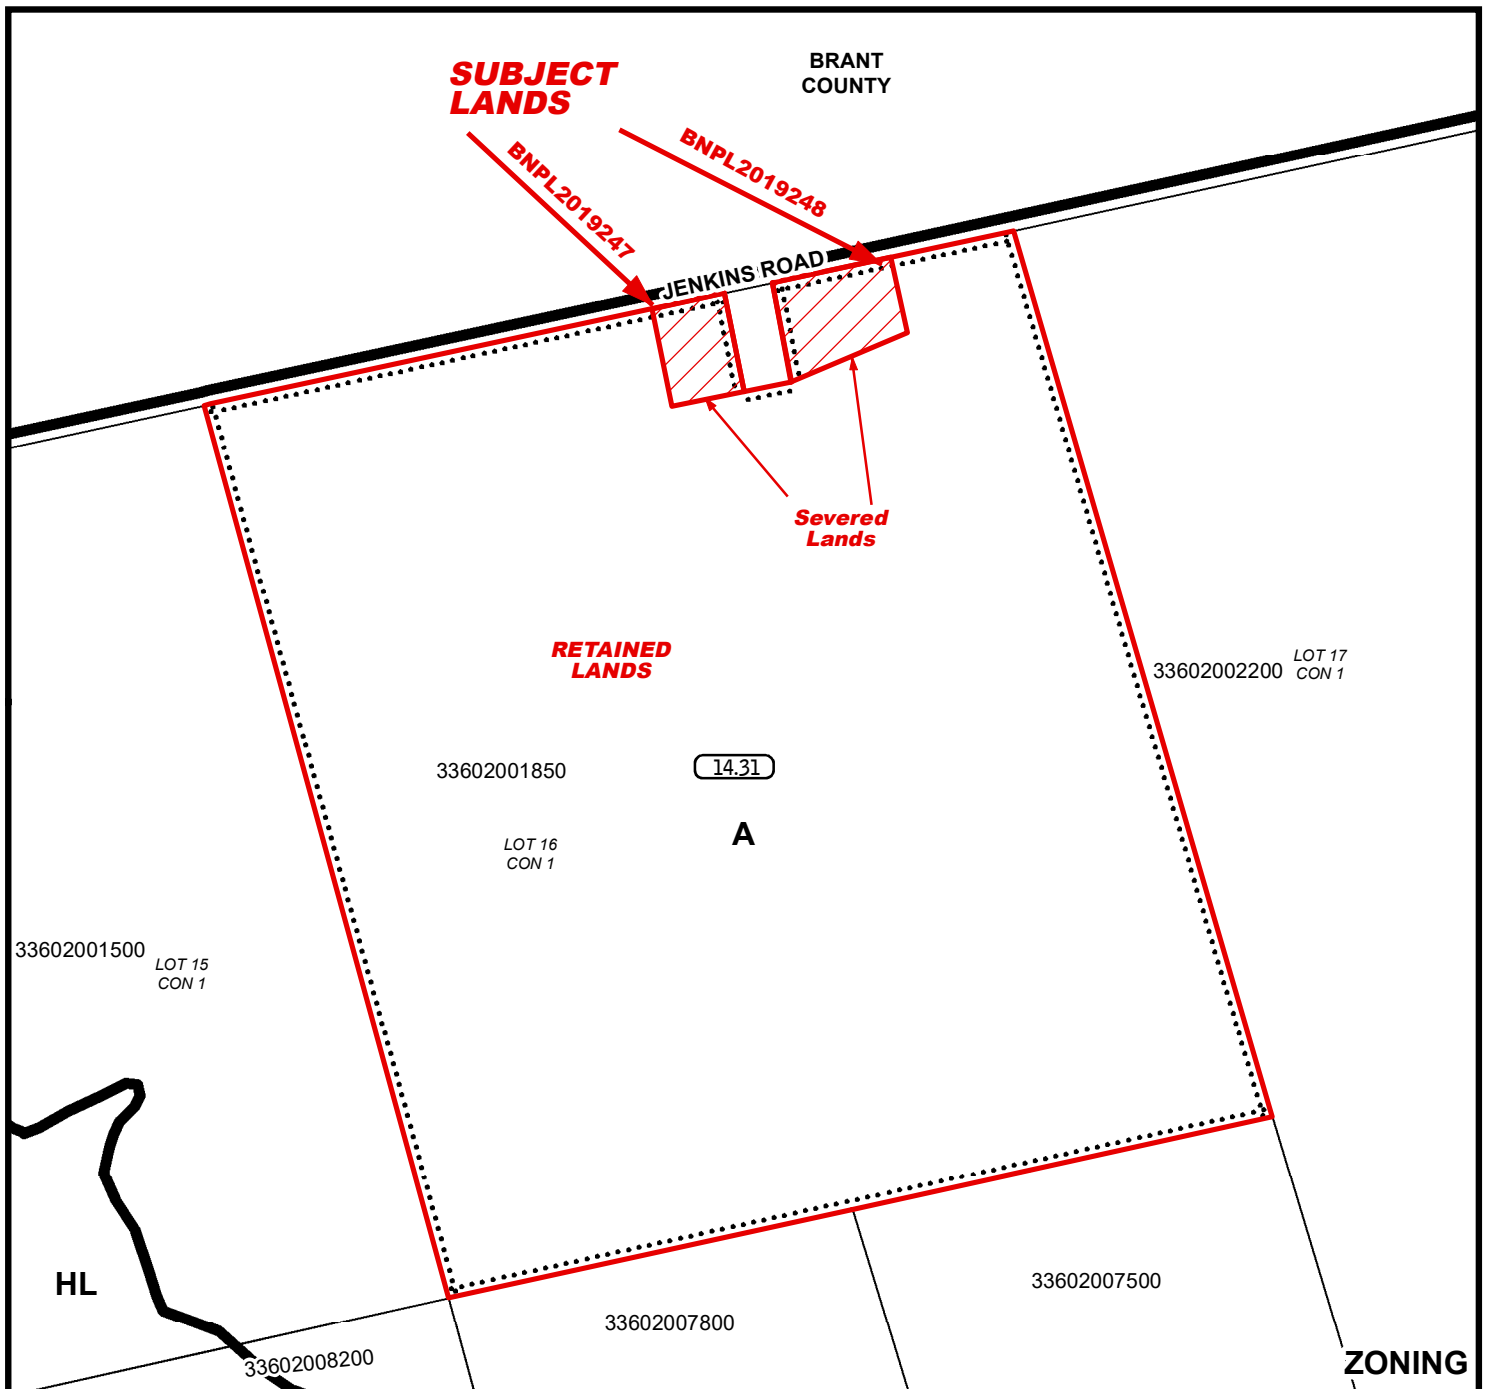 BRANT
COUNTY
SUBJECT
LANDS
BNPL2019247
BNPL2019248
JENKINS ROAD
Severed
Lands
RETAINED
LANDS
33602002200
LOT 17
CON 1
33602001850
14.31
A
LOT 16
CON 1
33602001500
LOT 15
CON 1
HL
33602007500
33602007800
33602008200
ZONING